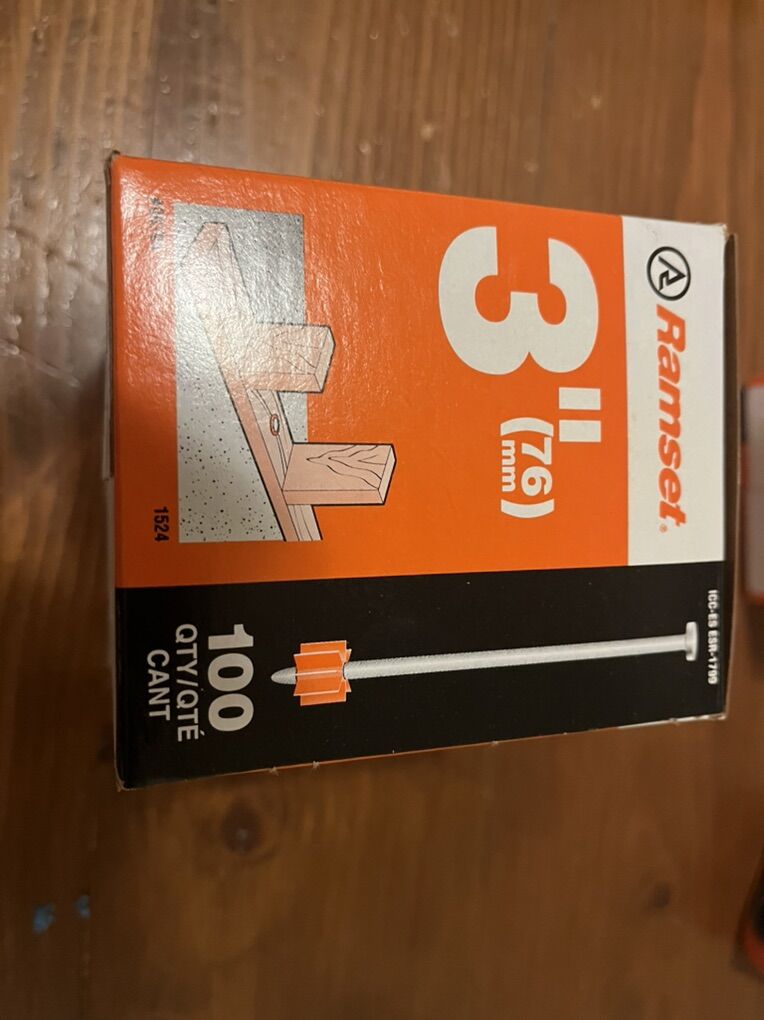 Ramset®
3" (76 mm)
1524
ICC-ES ESR-1799
100
QTY/QTÉ
CANT